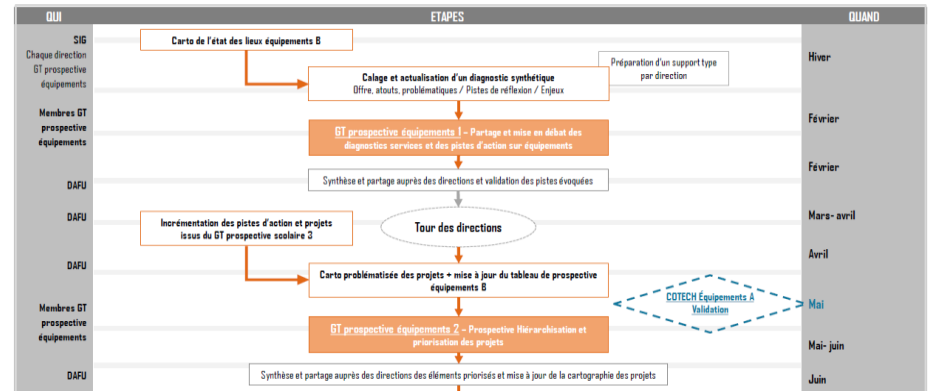 QUI ETAPES QUAND
SIG
Chaque direction
GT prospective
équipements
Carto de l'état des lieux équipements B
Hiver
Préparation d'un support type
par direction
Calage et actualisation d'un diagnostic synthétique
Offre, atouts, problématiques / Pistes de réflexion / Enjeux
Membres GT
prospective
équipements
Février
GT prospective équipements 1 – Partage et mise en débat des
diagnostics services et des pistes d'action sur équipements
Février
DAFU
Synthèse et partage auprès des directions et validation des pistes évoquées
DAFU
Mars- avril
Incrémentation des pistes d'action et projets
issus du GT prospective scolaire 3
Tour des directions
Avril
DAFU
Carto problématisée des projets + mise à jour du tableau de prospective
équipements B
COTECH Équipements A
Validation
Mai
Membres GT
prospective
équipements
GT prospective équipements 2 – Prospective Hiérarchisation et
priorisation des projets
Mai- juin
DAFU
Synthèse et partage auprès des directions des éléments priorisés et mise à jour de la cartographie des projets
Juin